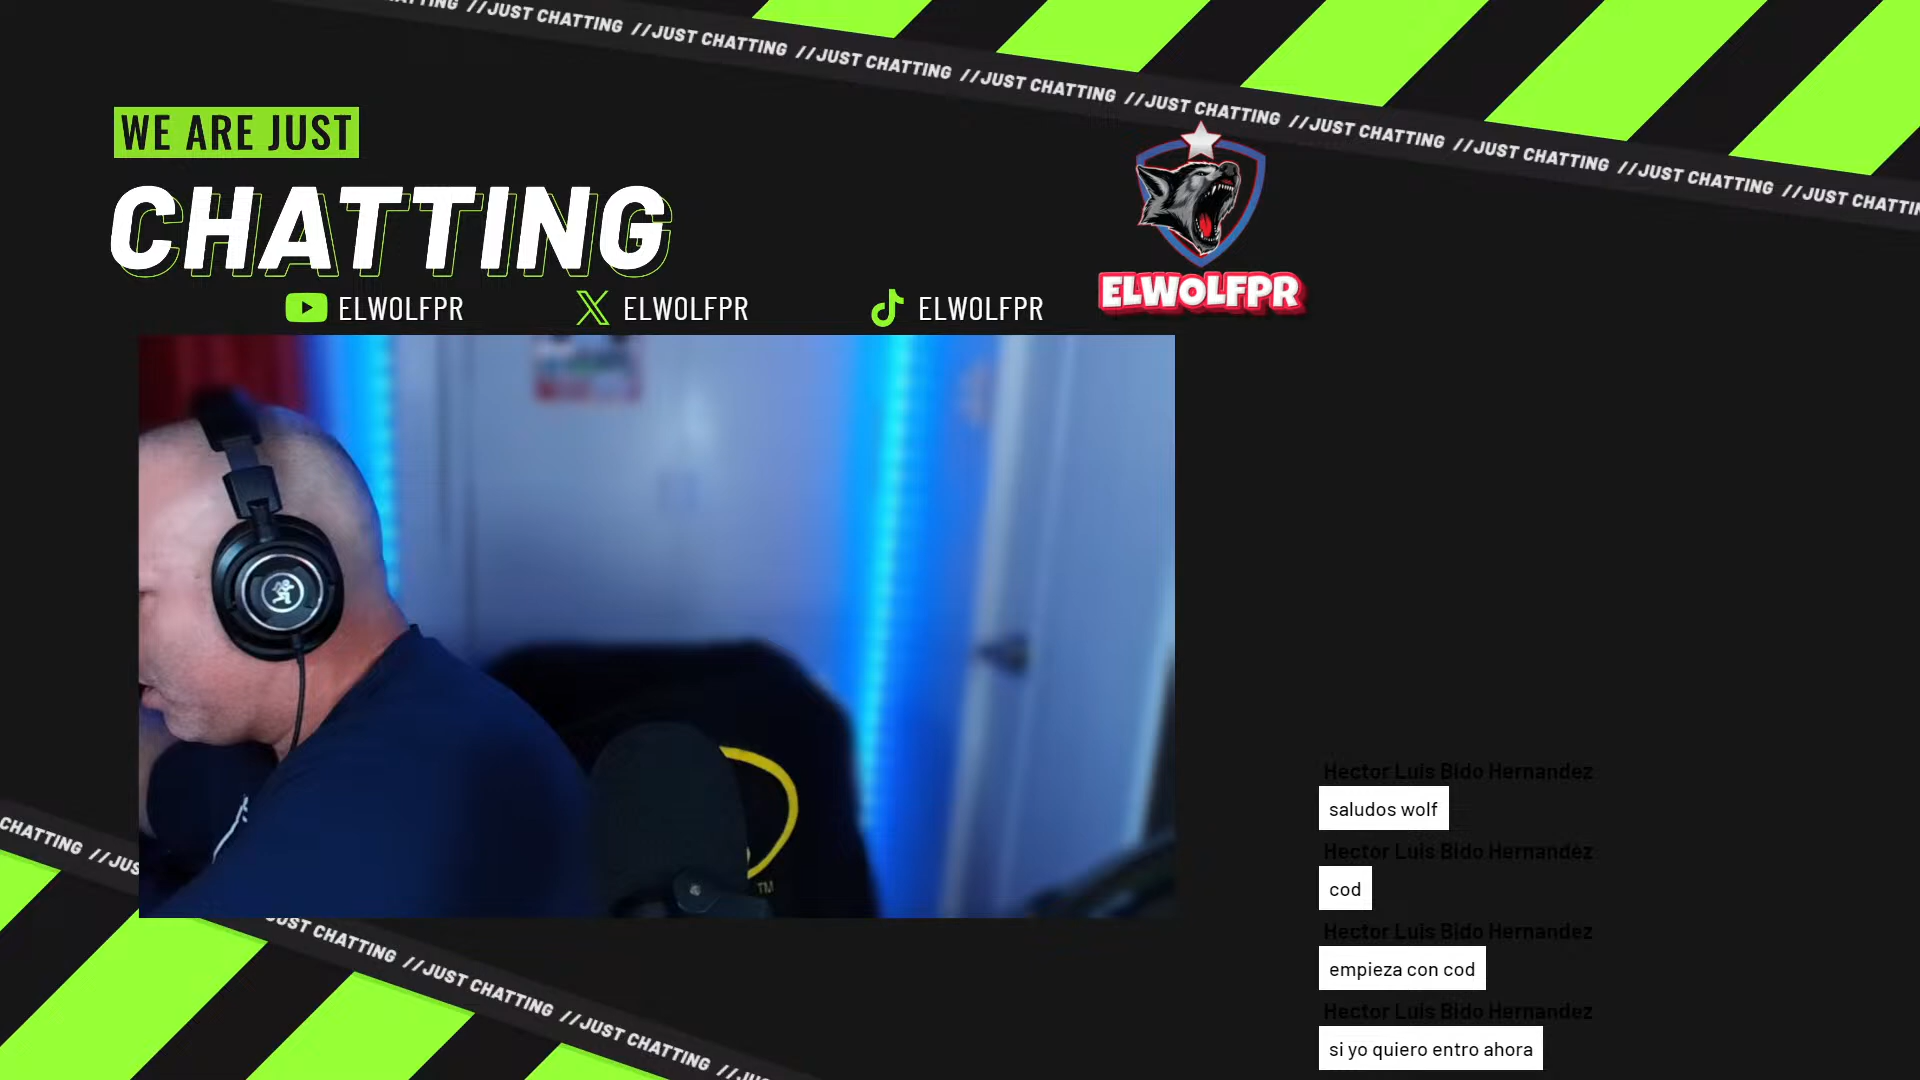 //JUST CHATTING //JUST CHATTING //JUST CHATTING //JUST CHATTING //JUST CHATTING //JUST CHATTING //JUST CHATTING //JUST CHATTING //JUST CHATTIN
WE ARE JUST
CHATTING
ELWOLFPR
ELWOLFPR
ELWOLFPR
ELWOLFPR
TM
Hector Luis Bido Hernandez
saludos wolf
Hector Luis Bido Hernandez
cod
Hector Luis Bido Hernandez
empieza con cod
Hector Luis Bido Hernandez
si yo quiero entro ahora
CHATTING //JUS
JUST CHATTING //JUST CHATTING //JUST CHATTING //JU